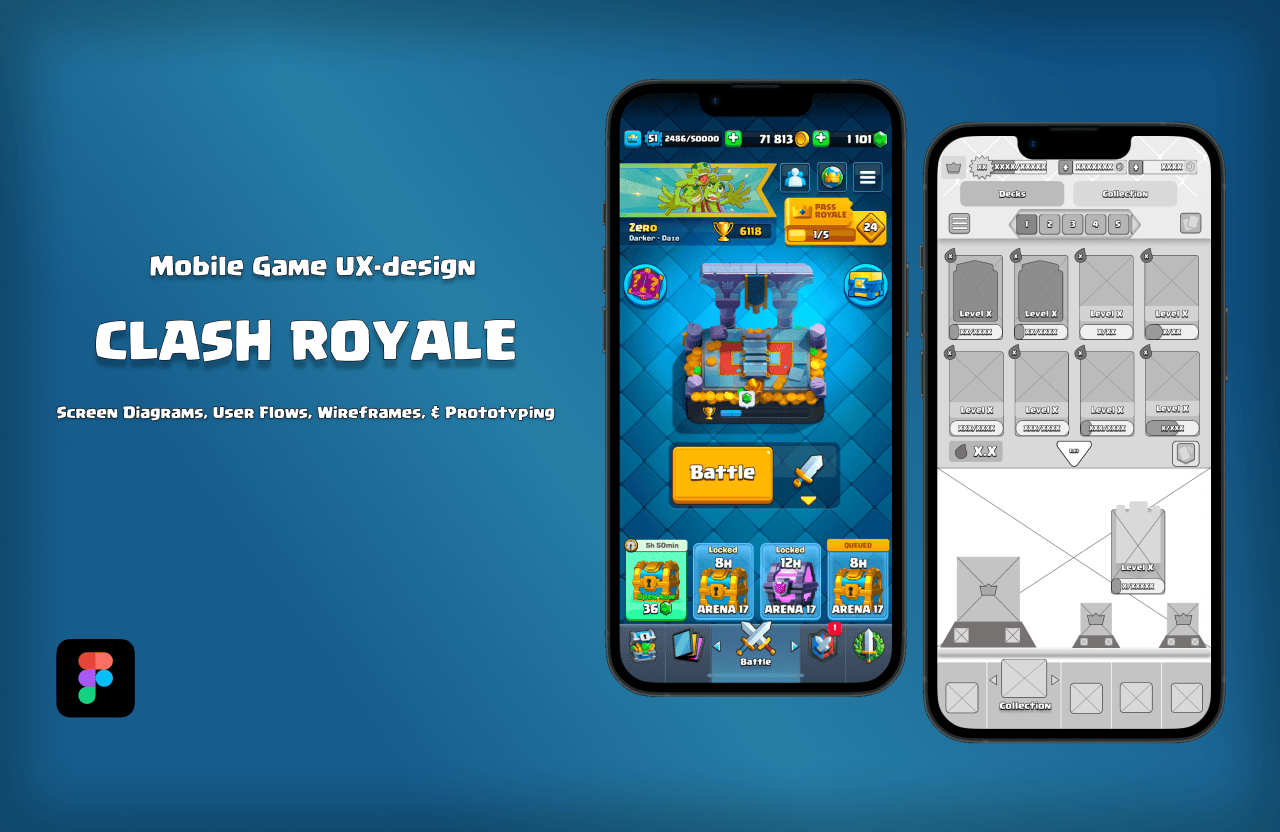 Mobile Game UX-design
CLASH ROYALE
Screen Diagrams, User Flows, Wireframes, & Prototyping
51 2486/50000 71 813 1 101
PASS
ROYALE
1/5 24
Zero 6118
Darker - Daze
Battle
5h 50min Locked Locked QUEUED
8H 12H 8H
OPEN NOW
36 ARENA 17 ARENA 17 ARENA 17
1
Battle
XX XXXX/XXXXX XXXXXXX XXXX
Decks Collection
1 2 3 4 5
X X X X
Level X Level X
XX/XXXX XX/XXXX X/XX X/XX
X X X X
Level X Level X Level X Level X
XXX/XXXX XXX/XXXX XXX/XXXX X/XXX
X.X
Level X
X/XXXXX
Collection